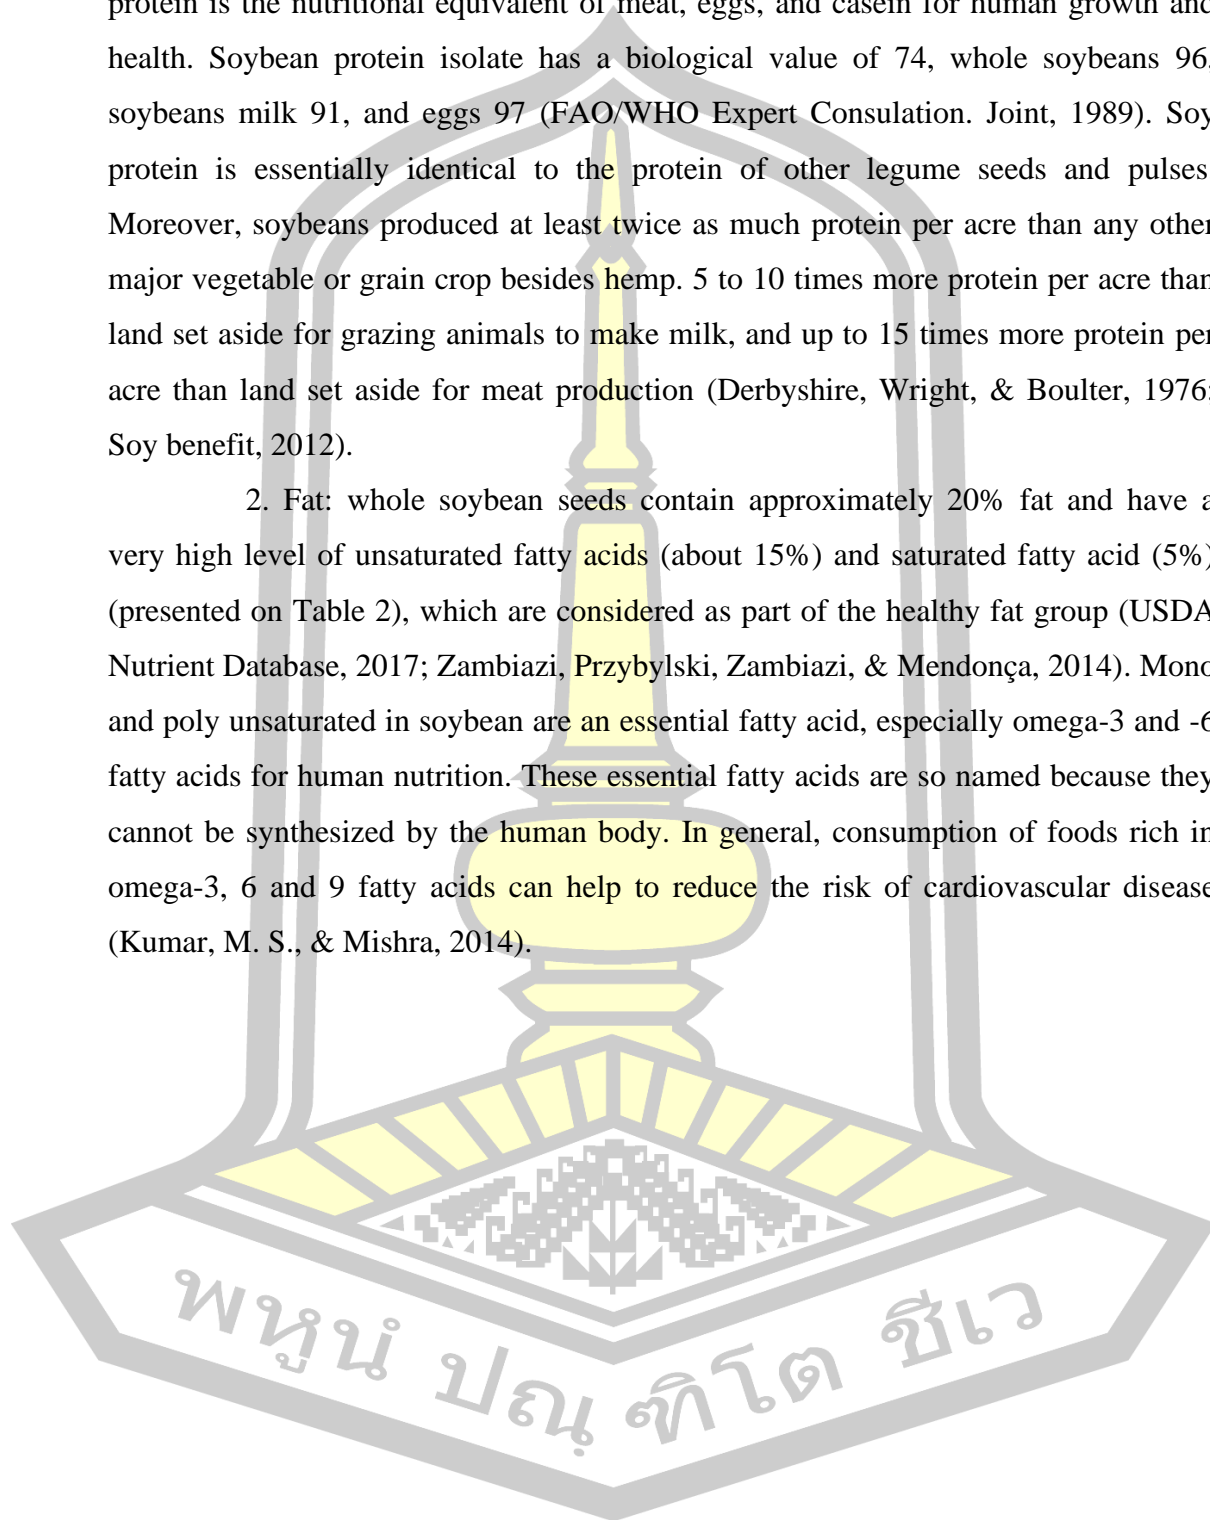 protein is the nutritional equivalent of meat, eggs, and casein for human growth and
health. Soybean protein isolate has a biological value of 74, whole soybeans 96,
soybeans milk 91, and eggs 97 (FAO/WHO Expert Consulation. Joint, 1989). Soy
protein is essentially identical to the protein of other legume seeds and pulses
Moreover, soybeans produced at least twice as much protein per acre than any other
major vegetable or grain crop besides hemp. 5 to 10 times more protein per acre than
land set aside for grazing animals to make milk, and up to 15 times more protein per
acre than land set aside for meat production (Derbyshire, Wright, & Boulter, 1976;
Soy benefit, 2012).
2. Fat: whole soybean seeds contain approximately 20% fat and have a
very high level of unsaturated fatty acids (about 15%) and saturated fatty acid (5%)
(presented on Table 2), which are considered as part of the healthy fat group (USDA
Nutrient Database, 2017; Zambiazi, Przybylski, Zambiazi, & Mendonça, 2014). Mono
and poly unsaturated in soybean are an essential fatty acid, especially omega-3 and -6
fatty acids for human nutrition. These essential fatty acids are so named because they
cannot be synthesized by the human body. In general, consumption of foods rich in
omega-3, 6 and 9 fatty acids can help to reduce the risk of cardiovascular disease
(Kumar, M. S., & Mishra, 2014).
พหูนํ ปณฺฑิโต ชีเว